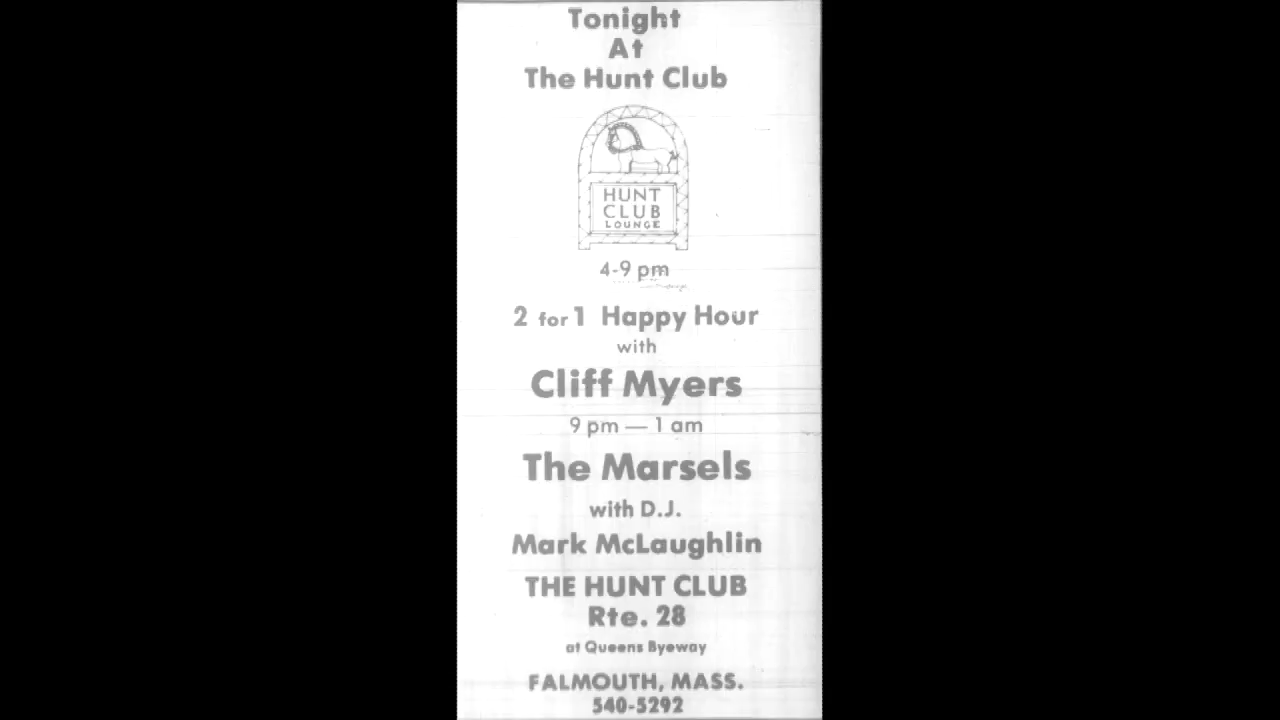 Tonight
At
The Hunt Club
HUNT
CLUB
LOUNGE
4-9 pm
2 for 1 Happy Hour
with
Cliff Myers
9 pm — 1 am
The Marsels
with D.J.
Mark McLaughlin
THE HUNT CLUB
Rte. 28
at Queens Byeway
FALMOUTH, MASS.
540-5292